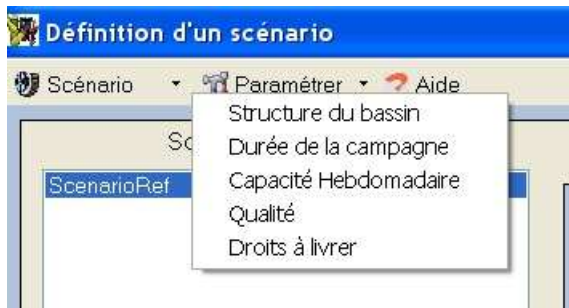 Définition d'un scénario
Scénario Paramétrer Aide
Structure du bassin
Sc
Durée de la campagne
ScenarioRef
Capacité Hebdomadaire
Qualité
Droits à livrer